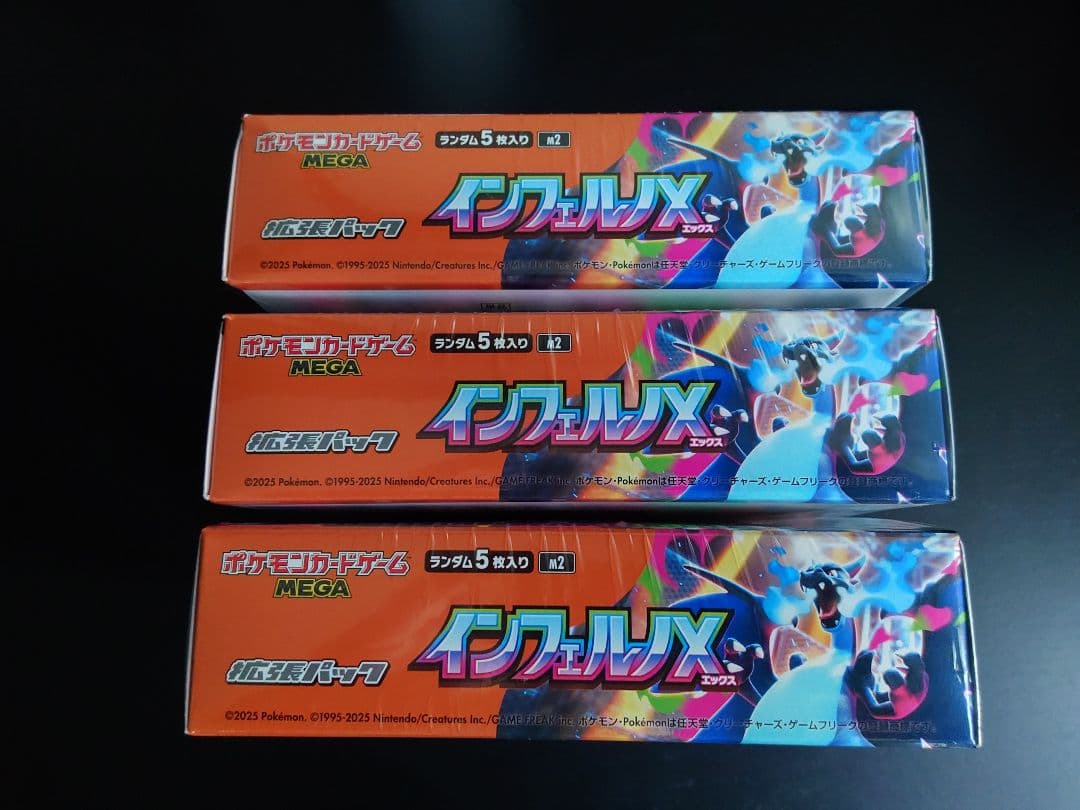 ポケモンカードゲーム
MEGA
ランダム5枚入り M2
拡張パック
インフェルノX
エックス
©2025 Pokémon. ©1995-2025 Nintendo/Creatures Inc./GAME FREAK inc. ポケモン・Pokémonは任天堂・クリーチャーズ・ゲームフリークの登録商標です。
ポケモンカードゲーム
MEGA
ランダム5枚入り M2
拡張パック
インフェルノX
エックス
©2025 Pokémon. ©1995-2025 Nintendo/Creatures Inc./GAME FREAK inc. ポケモン・Pokémonは任天堂・クリーチャーズ・ゲームフリークの登録商標です。
ポケモンカードゲーム
MEGA
ランダム5枚入り M2
拡張パック
インフェルノX
エックス
©2025 Pokémon. ©1995-2025 Nintendo/Creatures Inc./GAME FREAK inc. ポケモン・Pokémonは任天堂・クリーチャーズ・ゲームフリークの登録商標です。